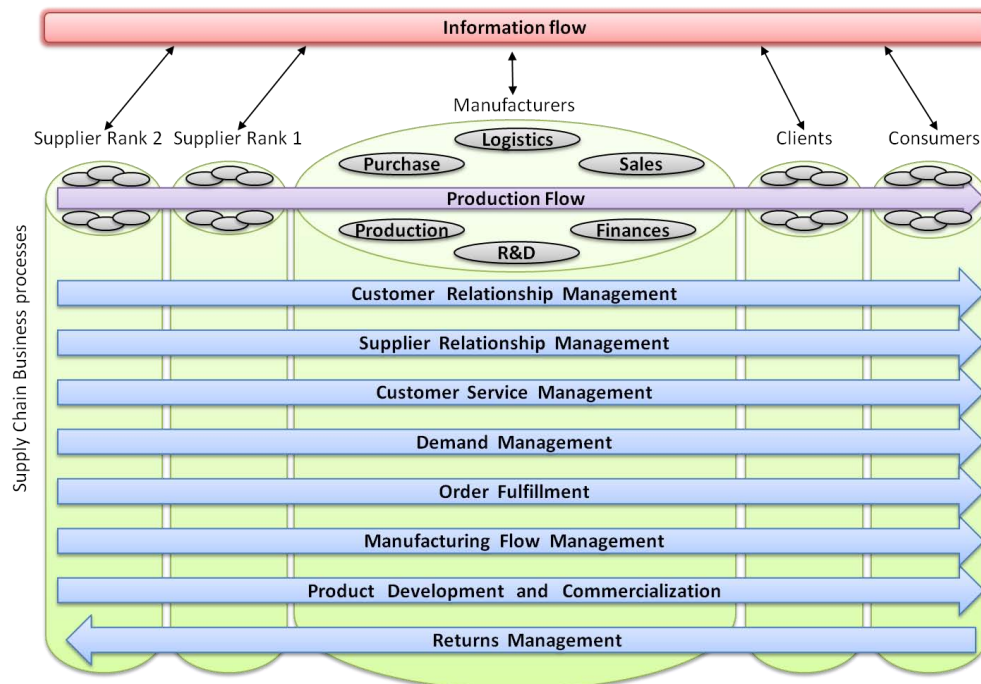 Information flow
Manufacturers
Supplier Rank 2
Supplier Rank 1
Clients
Consumers
Logistics
Purchase
Sales
Production Flow
Production
Finances
R&D
Supply Chain Business processes
Customer Relationship Management
Supplier Relationship Management
Customer Service Management
Demand Management
Order Fulfillment
Manufacturing Flow Management
Product Development and Commercialization
Returns Management